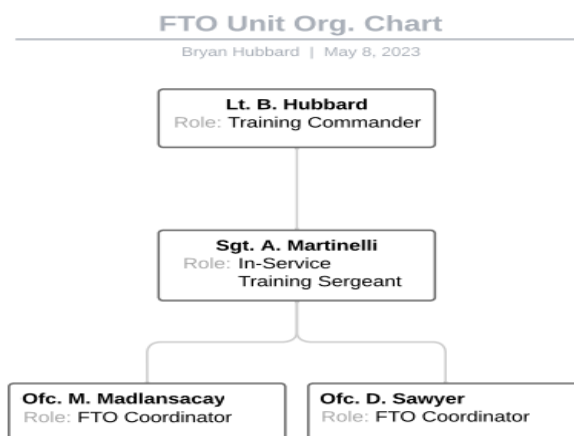 FTO Unit Org. Chart
Bryan Hubbard | May 8, 2023
Lt. B. Hubbard
Role: Training Commander
Sgt. A. Martinelli
Role: In-Service
Training Sergeant
Ofc. M. Madlansacay
Role: FTO Coordinator
Ofc. D. Sawyer
Role: FTO Coordinator